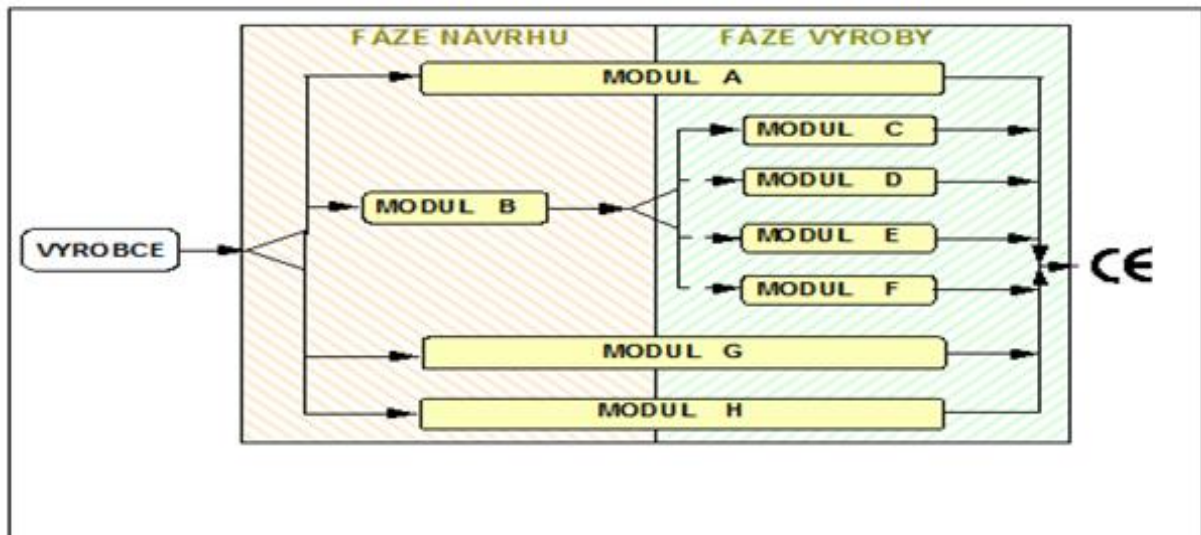 FÁZE NÁVRHU
FÁZE VÝROBY
MODUL A
MODUL C
MODUL D
MODUL B
MODUL E
VYROBCE
CE
MODUL F
MODUL G
MODUL H